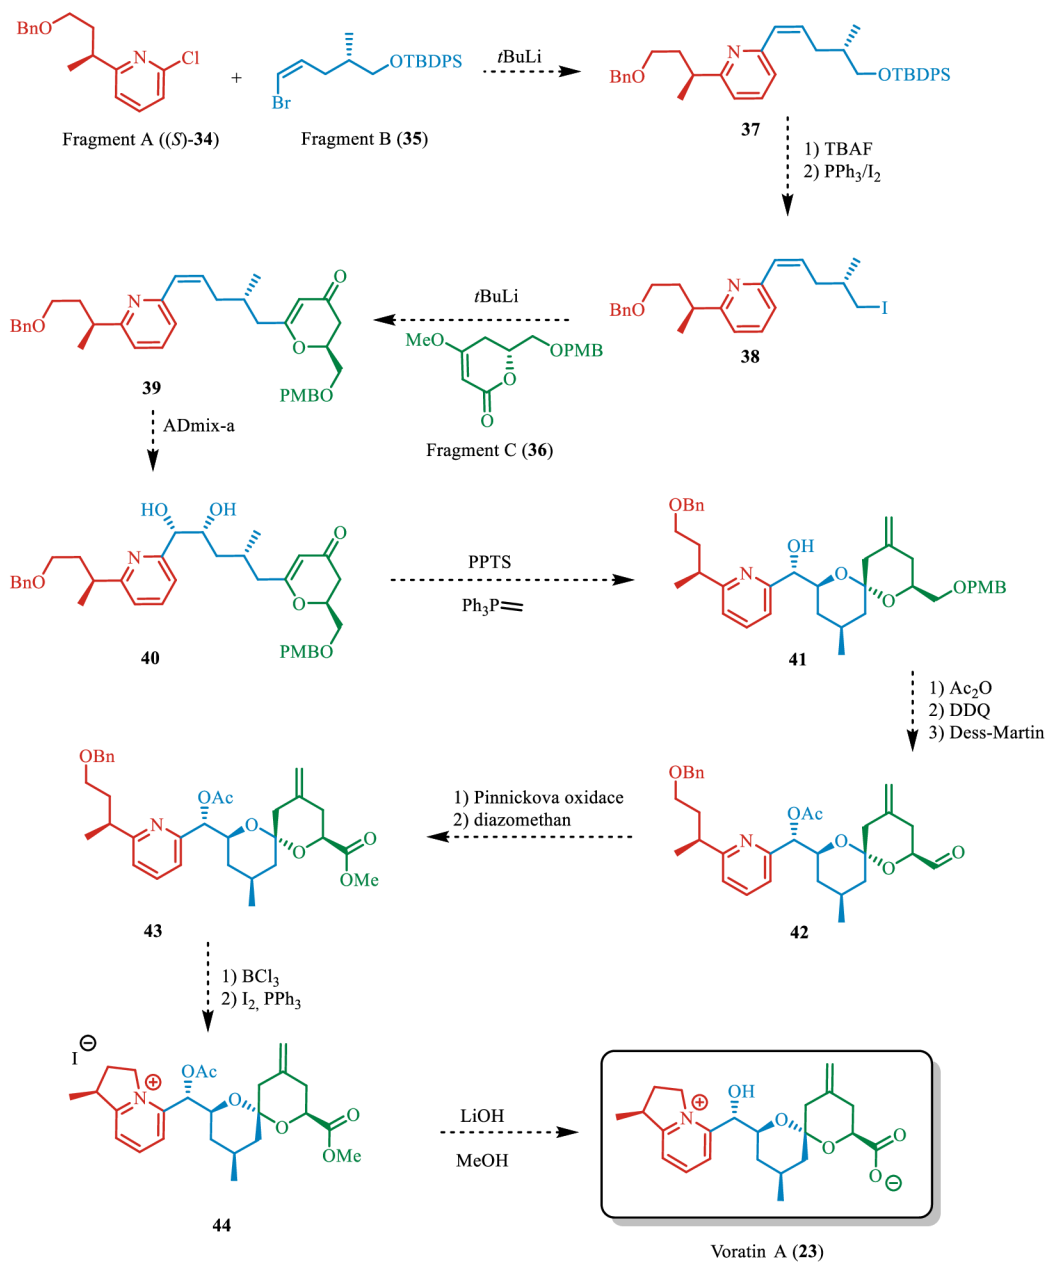 BnO
N
Cl
+
Br
OTBDPS
tBuLi
BnO
N
OTBDPS
Fragment A ((S)-34)
Fragment B (35)
37
1) TBAF
2) PPh3/I2
BnO
N
O
O
PMBO
39
tBuLi
MeO
OPMB
O
O
Fragment C (36)
BnO
N
I
38
ADmix-a
HO
OH
BnO
N
O
O
PMBO
40
PPTS
Ph3P
OBn
N
OH
O
O
OPMB
41
1) Ac2O
2) DDQ
3) Dess-Martin
OBn
N
OAc
O
O
O
OMe
43
1) Pinnickova oxidace
2) diazomethan
OBn
N
OAc
O
O
O
42
1) BCl3
2) I2, PPh3
I⊖
N
⊕
OAc
O
O
O
OMe
44
LiOH
MeOH
N
⊕
OH
O
O
O
O⊖
Voratin A (23)